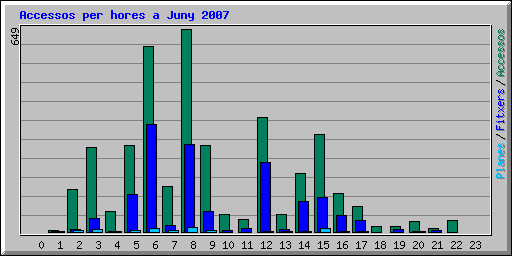 Accessos per hores a Juny 2007
649
Planes / Fitxers / Accessos
0 1 2 3 4 5 6 7 8 9 10 11 12 13 14 15 16 17 18 19 20 21 22 23